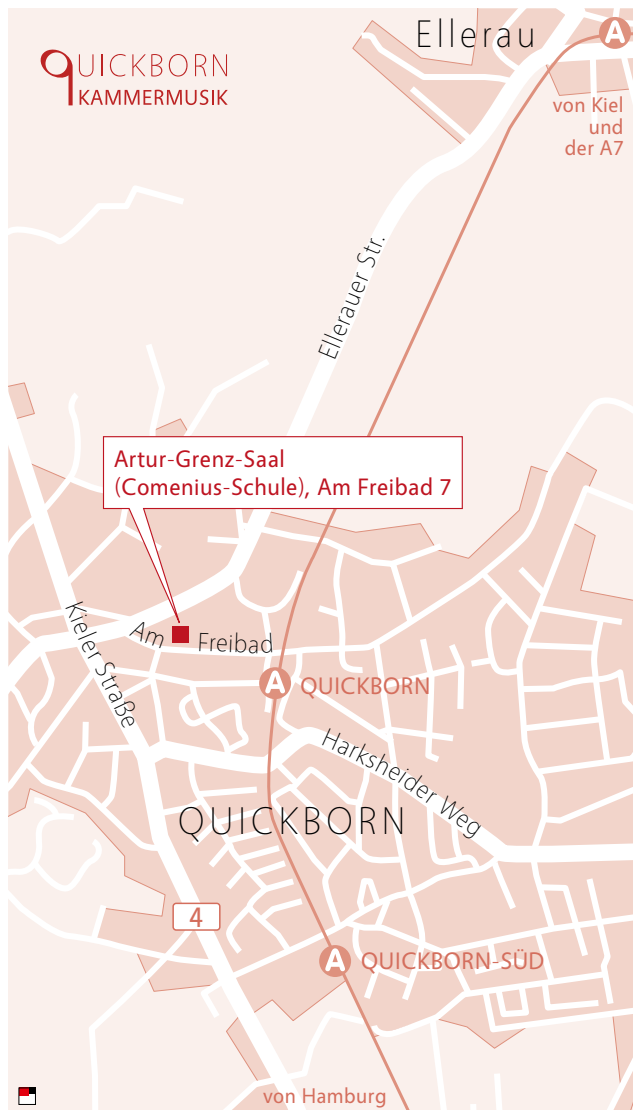 QUICKBORN
KAMMERMUSIK
Ellerau
A
von Kiel
und
der A7
Ellerauer Str.
Artur-Grenz-Saal
(Comenius-Schule), Am Freibad 7
Kieler Straße
Am Freibad
A QUICKBORN
Harksheider Weg
QUICKBORN
4
A QUICKBORN-SÜD
von Hamburg